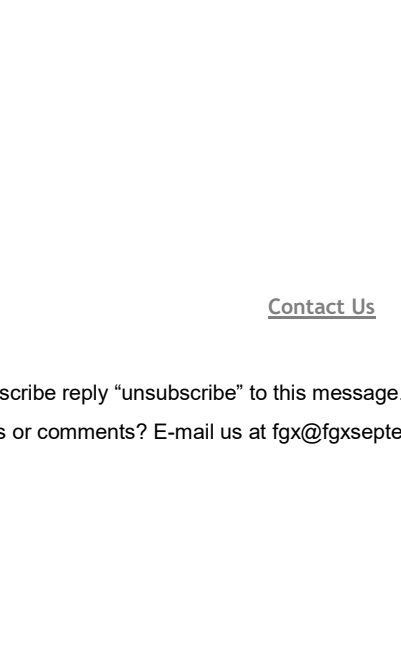 Contact Us
scribe reply “unsubscribe” to this message.
s or comments? E-mail us at fgx@fgxsepte